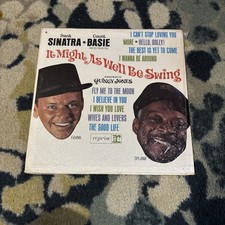 Frank Count
SINATRA · BASIE
It Might As Well Be Swing
QUINCY JONES
I CAN'T STOP LOVING YOU
MORE · HELLO, DOLLY!
THE BEST IS YET TO COME
I WANNA BE AROUND
FLY ME TO THE MOON
I BELIEVE IN YOU
I WISH YOU LOVE
WIVES AND LOVERS
THE GOOD LIFE
reprise